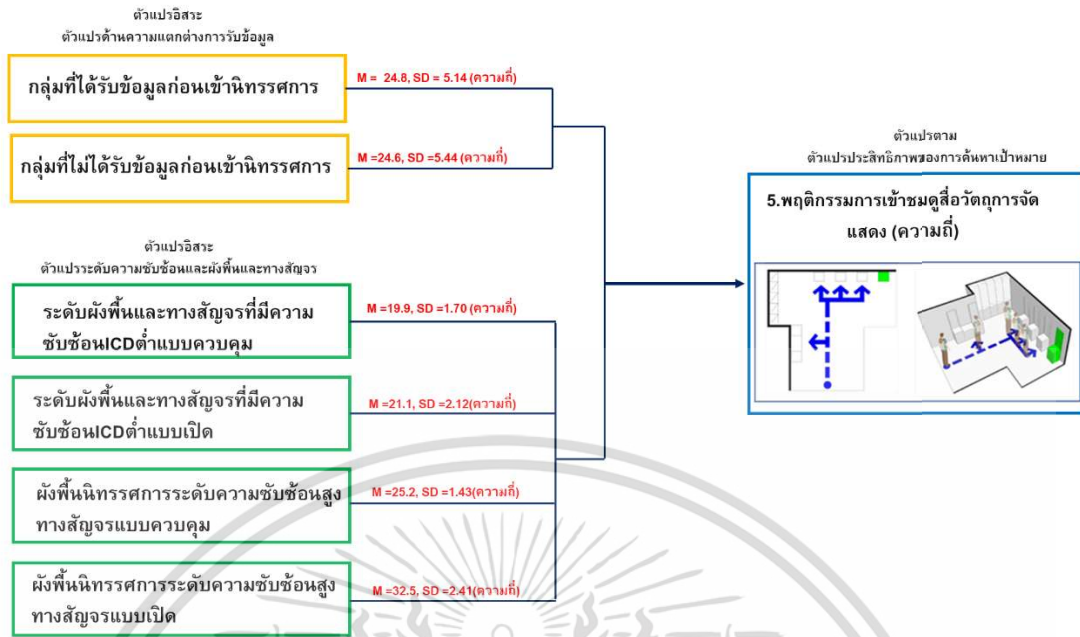 ตัวแปรอิสระ
ตัวแปรด้านความแตกต่างการรับข้อมูล
กลุ่มที่ได้รับข้อมูลก่อนเข้านิทรรศการ
M = 24.8, SD = 5.14 (ความถี่)
กลุ่มที่ไม่ได้รับข้อมูลก่อนเข้านิทรรศการ
M =24.6, SD =5.44 (ความถี่)
ตัวแปรอิสระ
ตัวแปรระดับความซับซ้อนและผังพื้นและทางสัญจร
ระดับผังพื้นและทางสัญจรที่มีความ
ซับซ้อนICDต่ำแบบควบคุม
M =19.9, SD =1.70 (ความถี่)
ระดับผังพื้นและทางสัญจรที่มีความ
ซับซ้อนICDต่ำแบบเปิด
M =21.1, SD =2.12(ความถี่)
ผังพื้นนิทรรศการระดับความซับซ้อนสูง
ทางสัญจรแบบควบคุม
M =25.2, SD =1.43(ความถี่)
ผังพื้นนิทรรศการระดับความซับซ้อนสูง
ทางสัญจรแบบเปิด
M =32.5, SD =2.41(ความถี่)
ตัวแปรตาม
ตัวแปรประสิทธิภาพของการค้นหาเป้าหมาย
5.พฤติกรรมการเข้าชมดูสื่อวัตถุการจัด
แสดง (ความถี่)